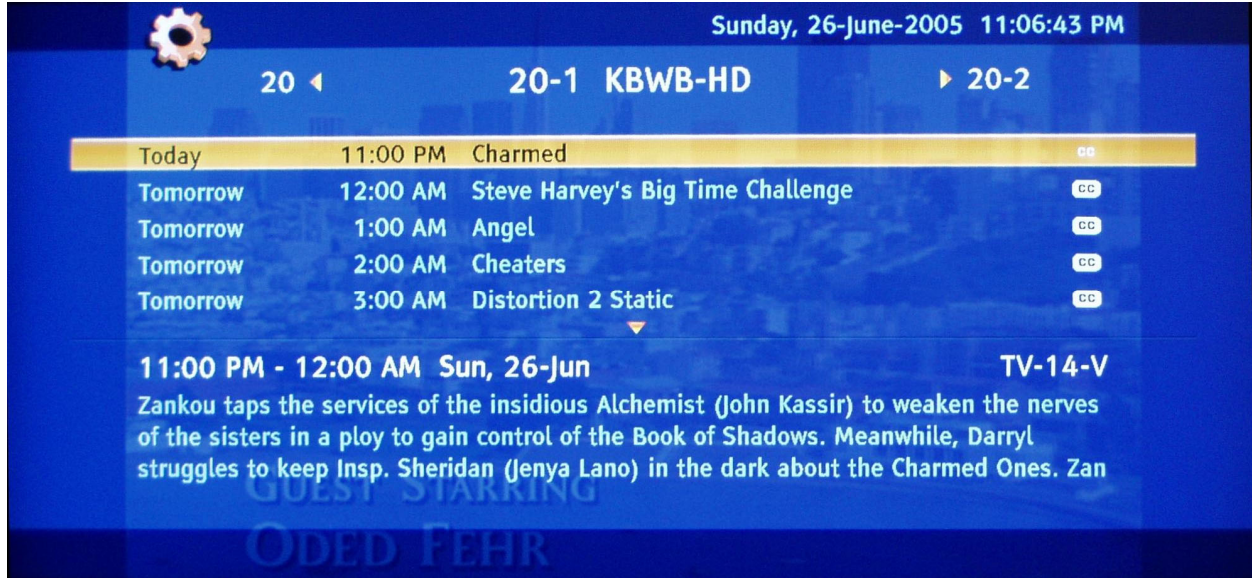 Sunday, 26-June-2005 11:06:43 PM
20 20-1 KBWB-HD 20-2
Today 11:00 PM Charmed CC
Tomorrow 12:00 AM Steve Harvey's Big Time Challenge CC
Tomorrow 1:00 AM Angel CC
Tomorrow 2:00 AM Cheaters CC
Tomorrow 3:00 AM Distortion 2 Static CC
11:00 PM - 12:00 AM Sun, 26-Jun TV-14-V
Zankou taps the services of the insidious Alchemist (John Kassir) to weaken the nerves
of the sisters in a ploy to gain control of the Book of Shadows. Meanwhile, Darryl
struggles to keep Insp. Sheridan (Jenya Lano) in the dark about the Charmed Ones. Zan
GUEST STARRING
ODED FEHR